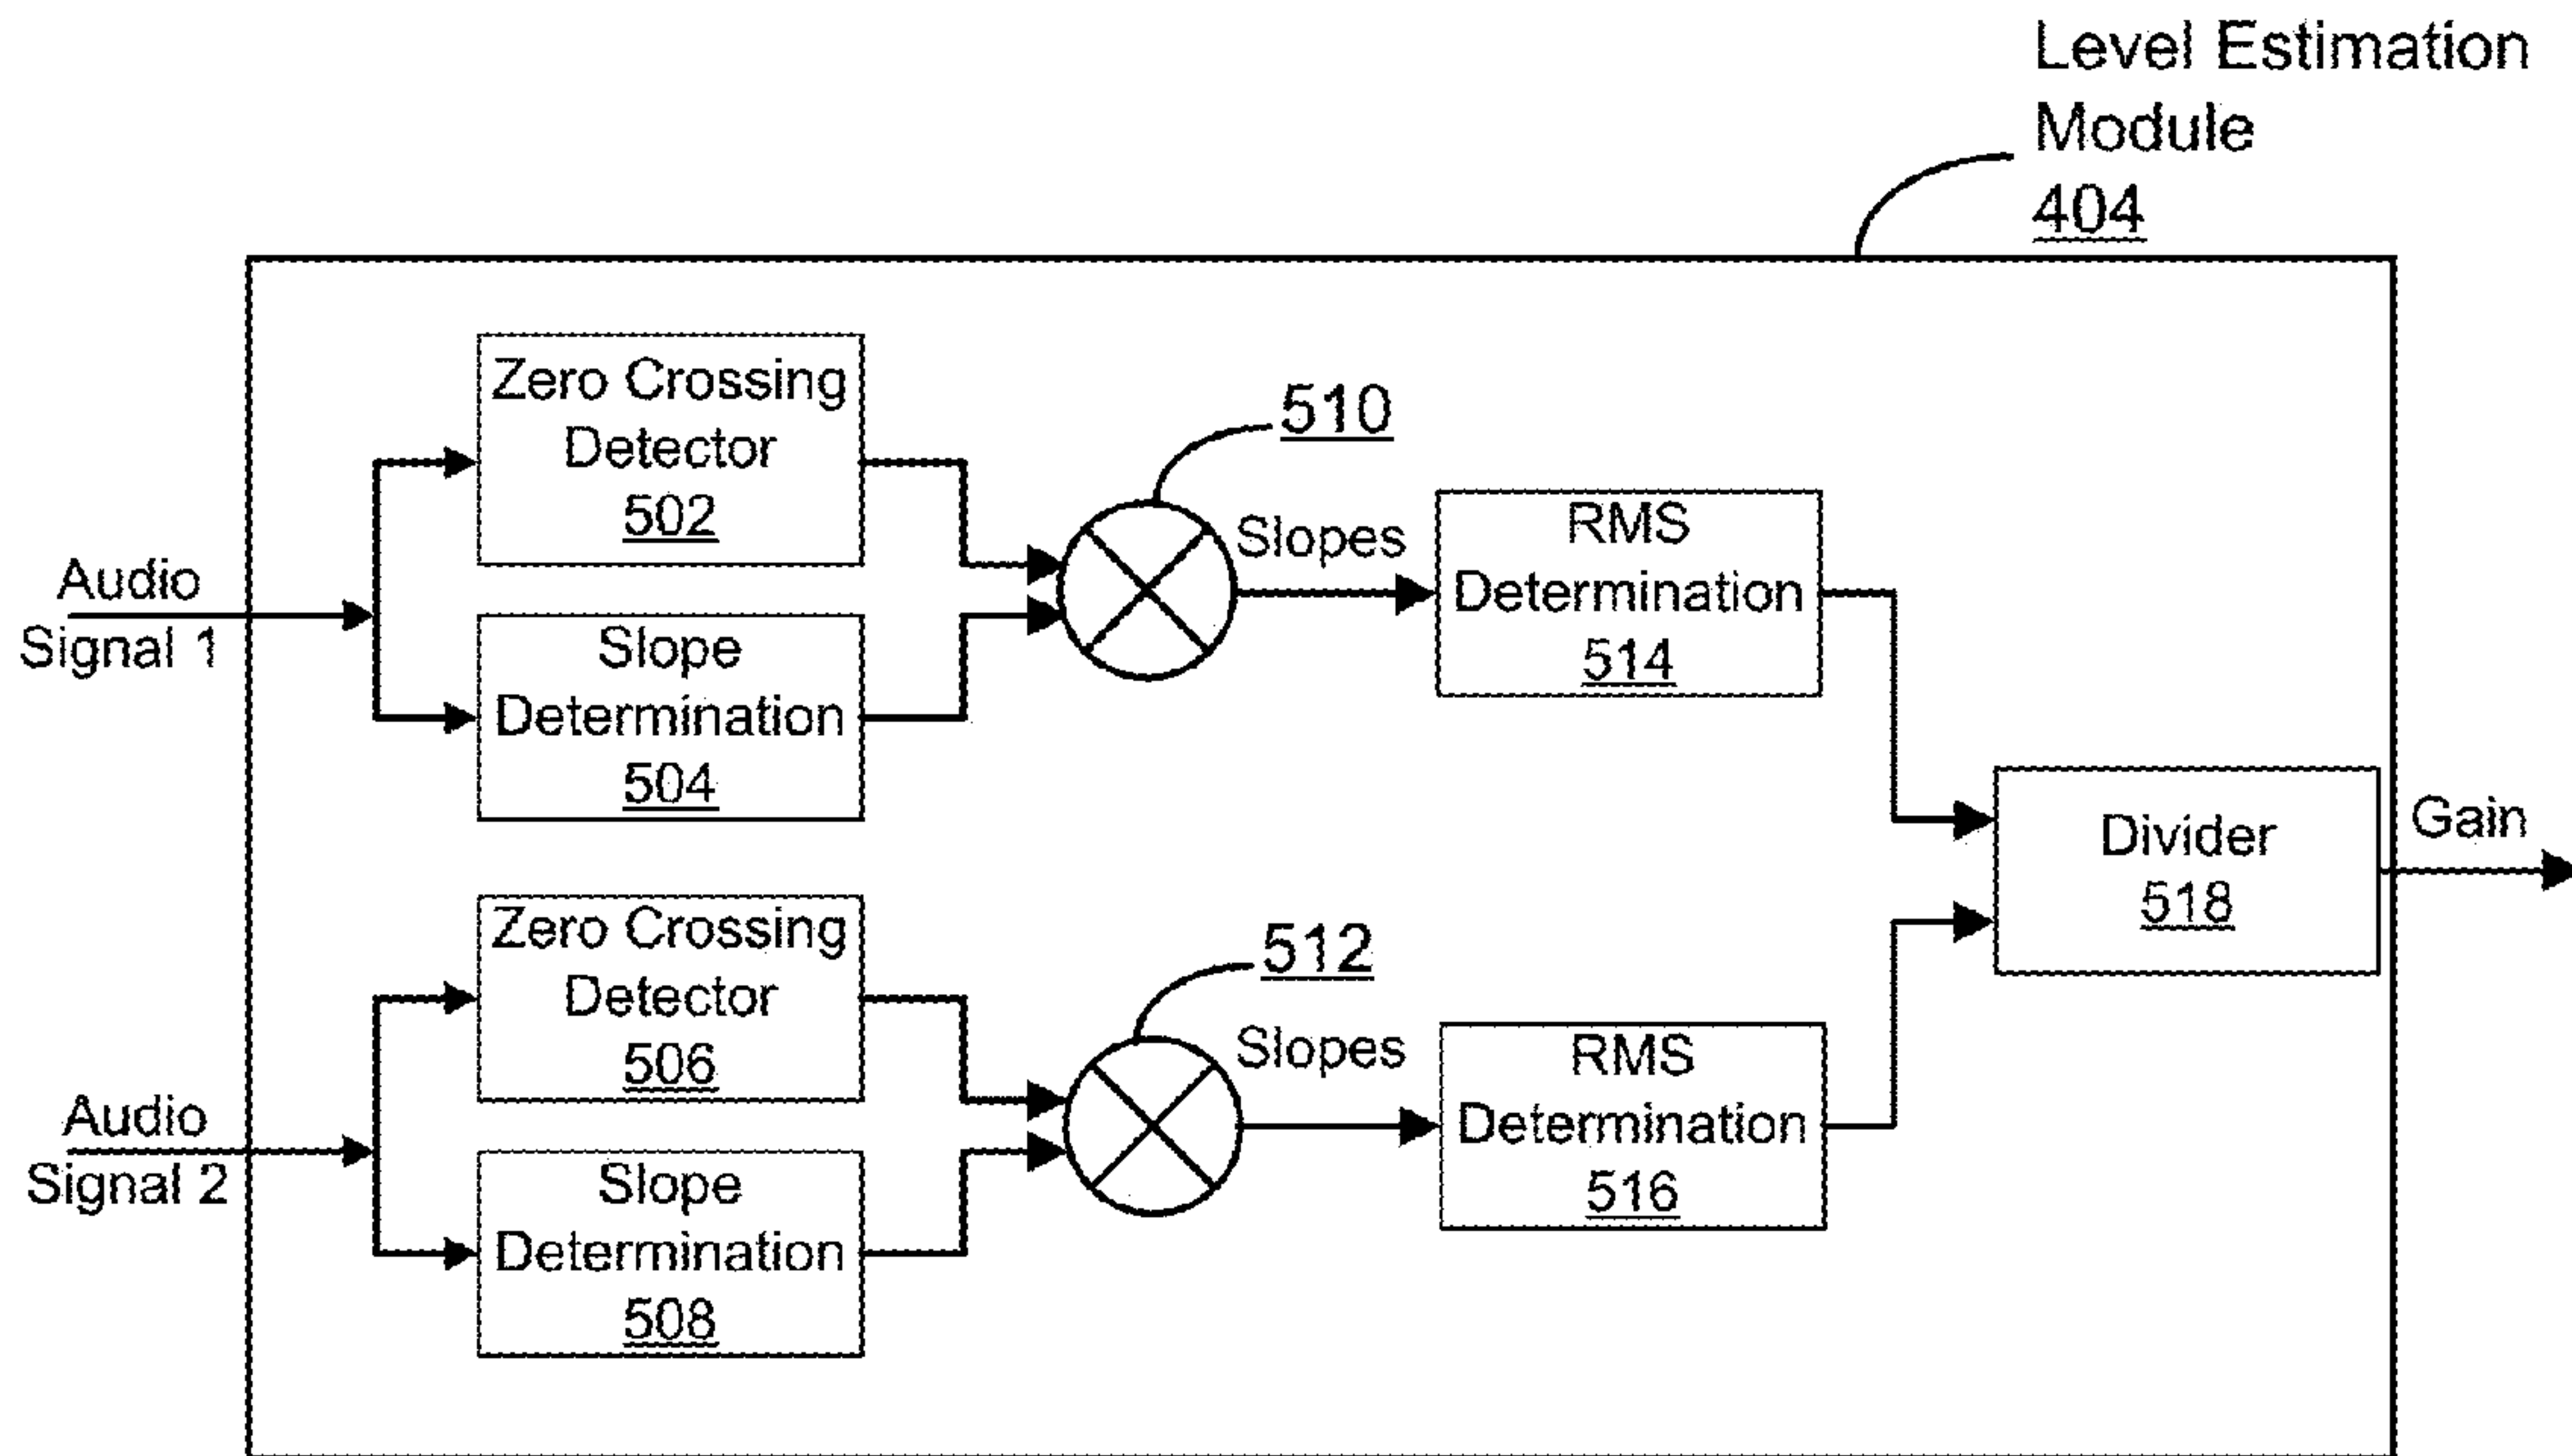 Level Estimation
Module
404
Zero Crossing
Detector
502
510
Audio
Signal 1
Slope
Determination
504
Slopes
RMS
Determination
514
Divider
518
Gain
Zero Crossing
Detector
506
512
Audio
Signal 2
Slope
Determination
508
Slopes
RMS
Determination
516